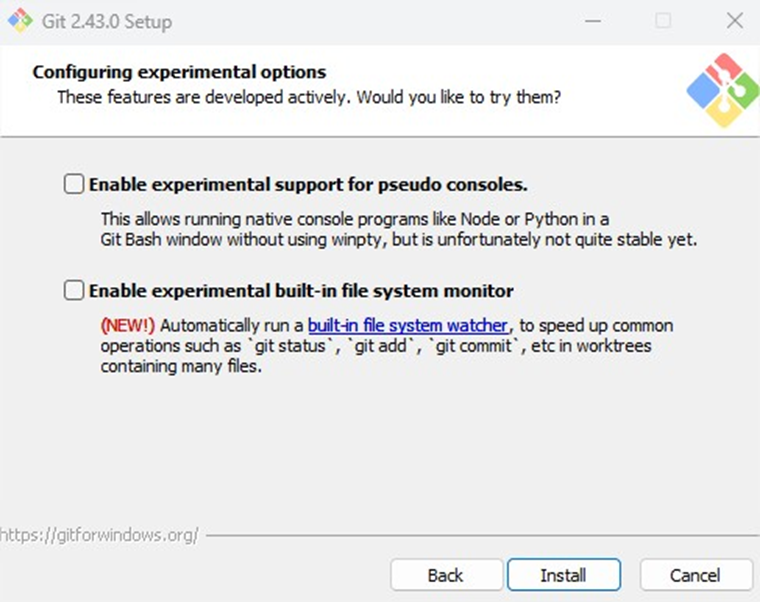 Git 2.43.0 Setup
Configuring experimental options
These features are developed actively. Would you like to try them?
Enable experimental support for pseudo consoles.
This allows running native console programs like Node or Python in a
Git Bash window without using winpty, but is unfortunately not quite stable yet.
Enable experimental built-in file system monitor
(NEW!) Automatically run a built-in file system watcher, to speed up common
operations such as `git status`, `git add`, `git commit`, etc in worktrees
containing many files.
https://gitforwindows.org/
Back Install Cancel